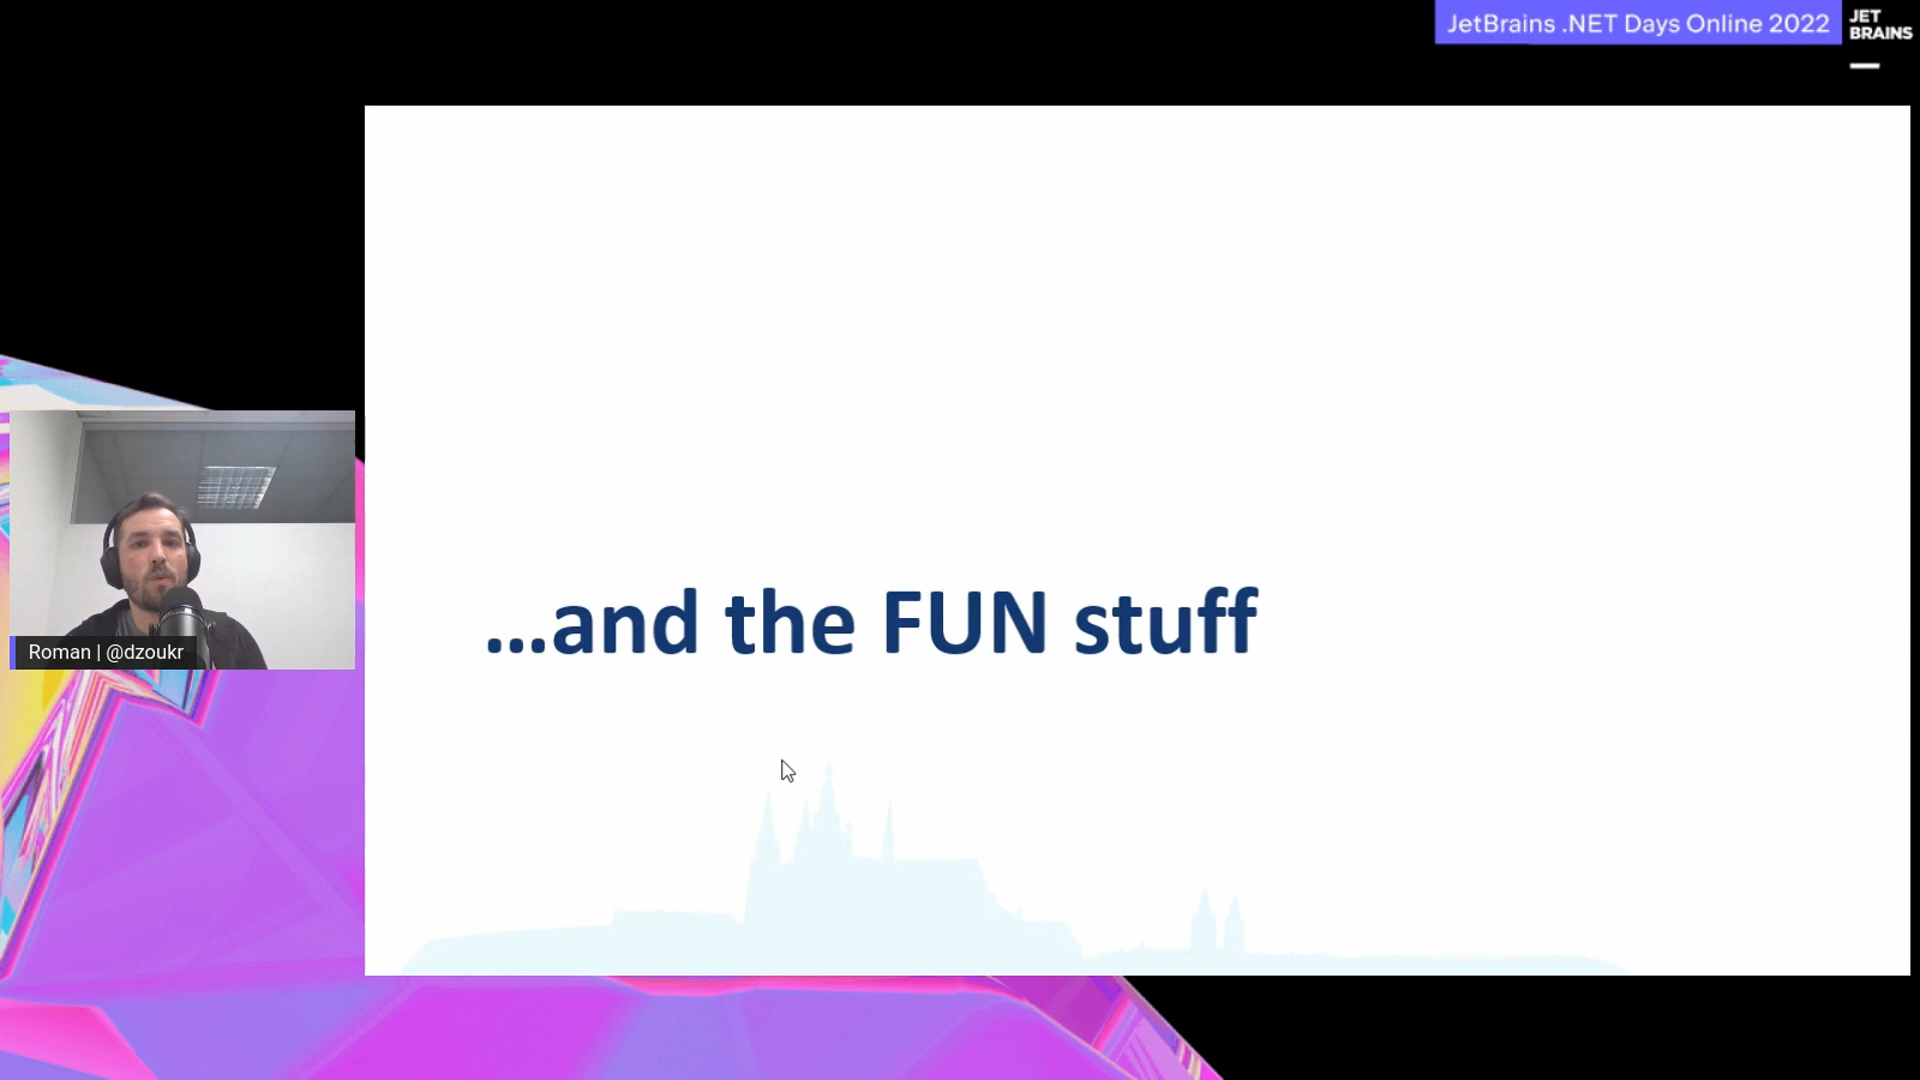 JetBrains .NET Days Online 2022
JET
BRAINS
...and the FUN stuff
Roman | @dzoukr